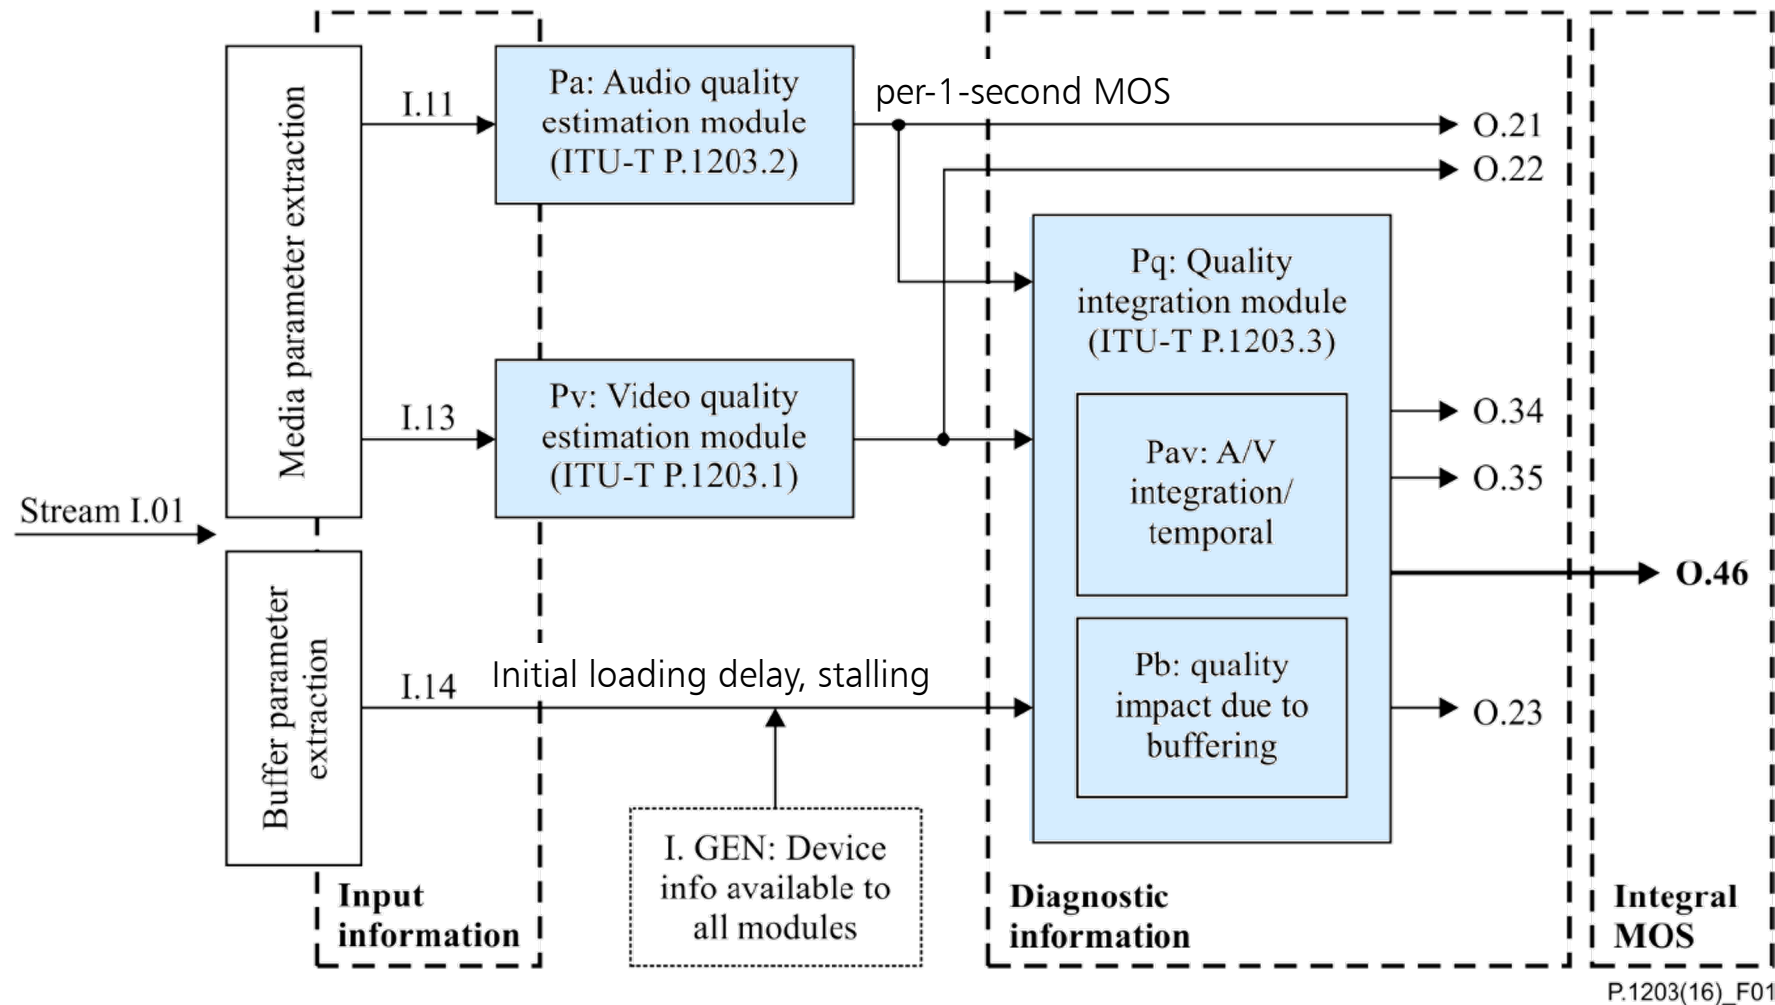 Media parameter extraction
I.11
Pa: Audio quality
estimation module
(ITU-T P.1203.2)
per-1-second MOS
O.21
O.22
Pq: Quality
integration module
(ITU-T P.1203.3)
I.13
Pv: Video quality
estimation module
(ITU-T P.1203.1)
O.34
Pav: A/V
integration/
temporal
O.35
Stream I.01
O.46
Buffer parameter
extraction
I.14
Initial loading delay, stalling
Pb: quality
impact due to
buffering
O.23
I. GEN: Device
info available to
all modules
Input
information
Diagnostic
information
Integral
MOS
P.1203(16)_F01